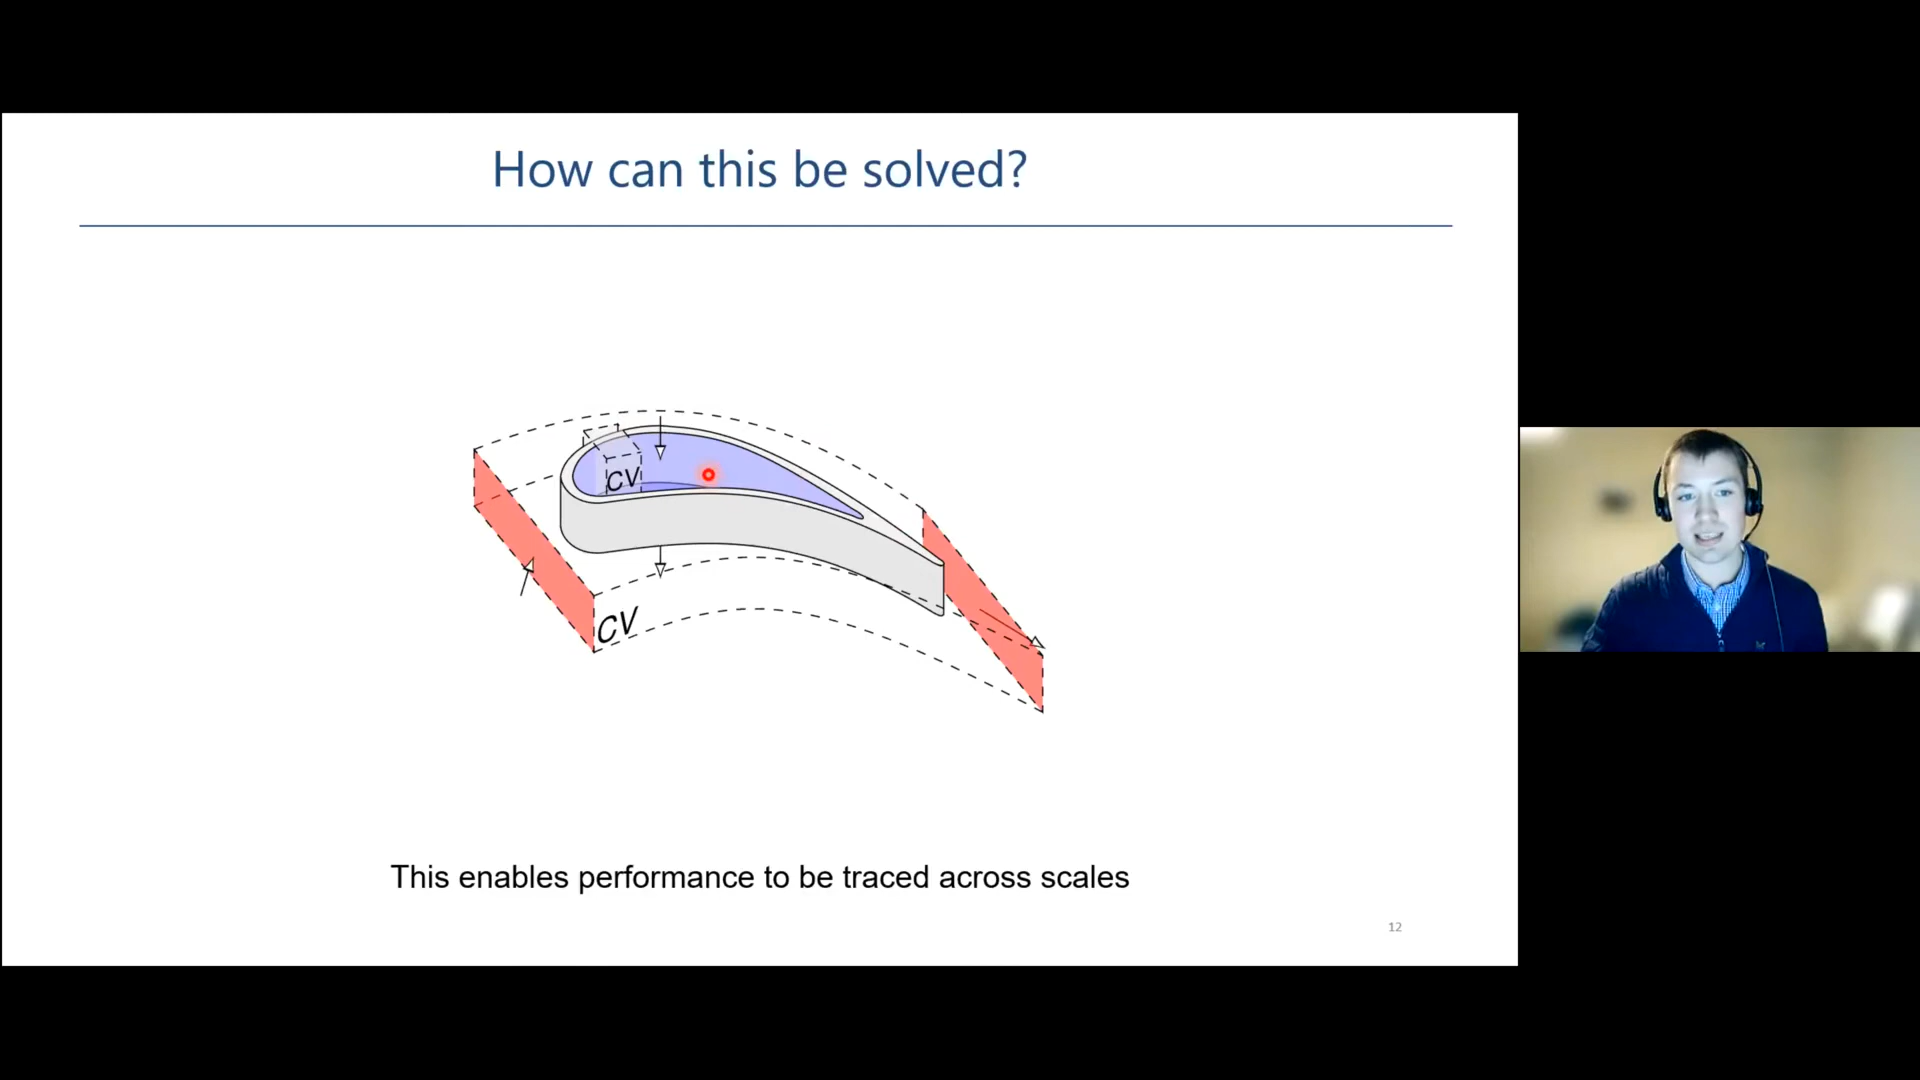 How can this be solved?
CV
CV
This enables performance to be traced across scales
12